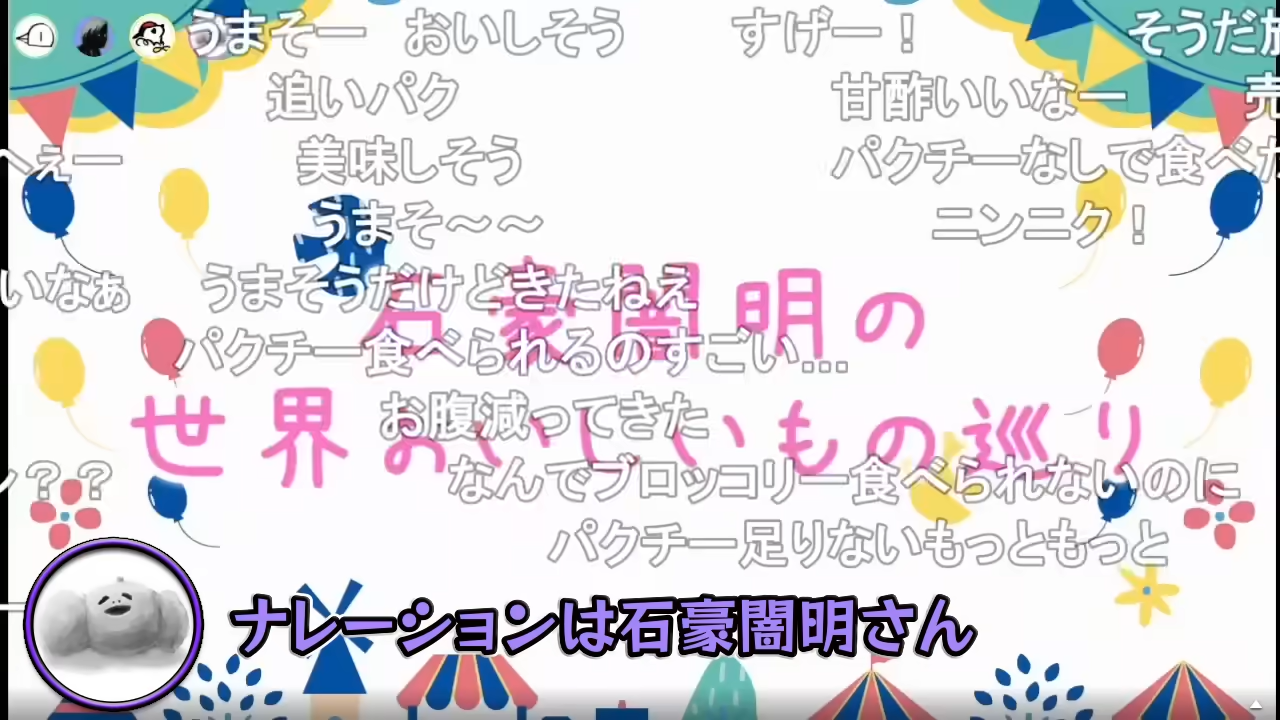 うまそー　おいしそう　すげー！　そうだ
追いパク　甘酢いいなー　売
へぇー　美味しそう　パクチーなしで食べた
うまそ～～　ニンニク！
いなぁ　うまそうだけどきたねえ
石豪闇明の
パクチー食べられるのすごい…
お腹減ってきた
世界おいしいもの巡り
ン？？　なんでブロッコリー食べられないのに
パクチー足りないもっともっと
ナレーションは石豪闇明さん